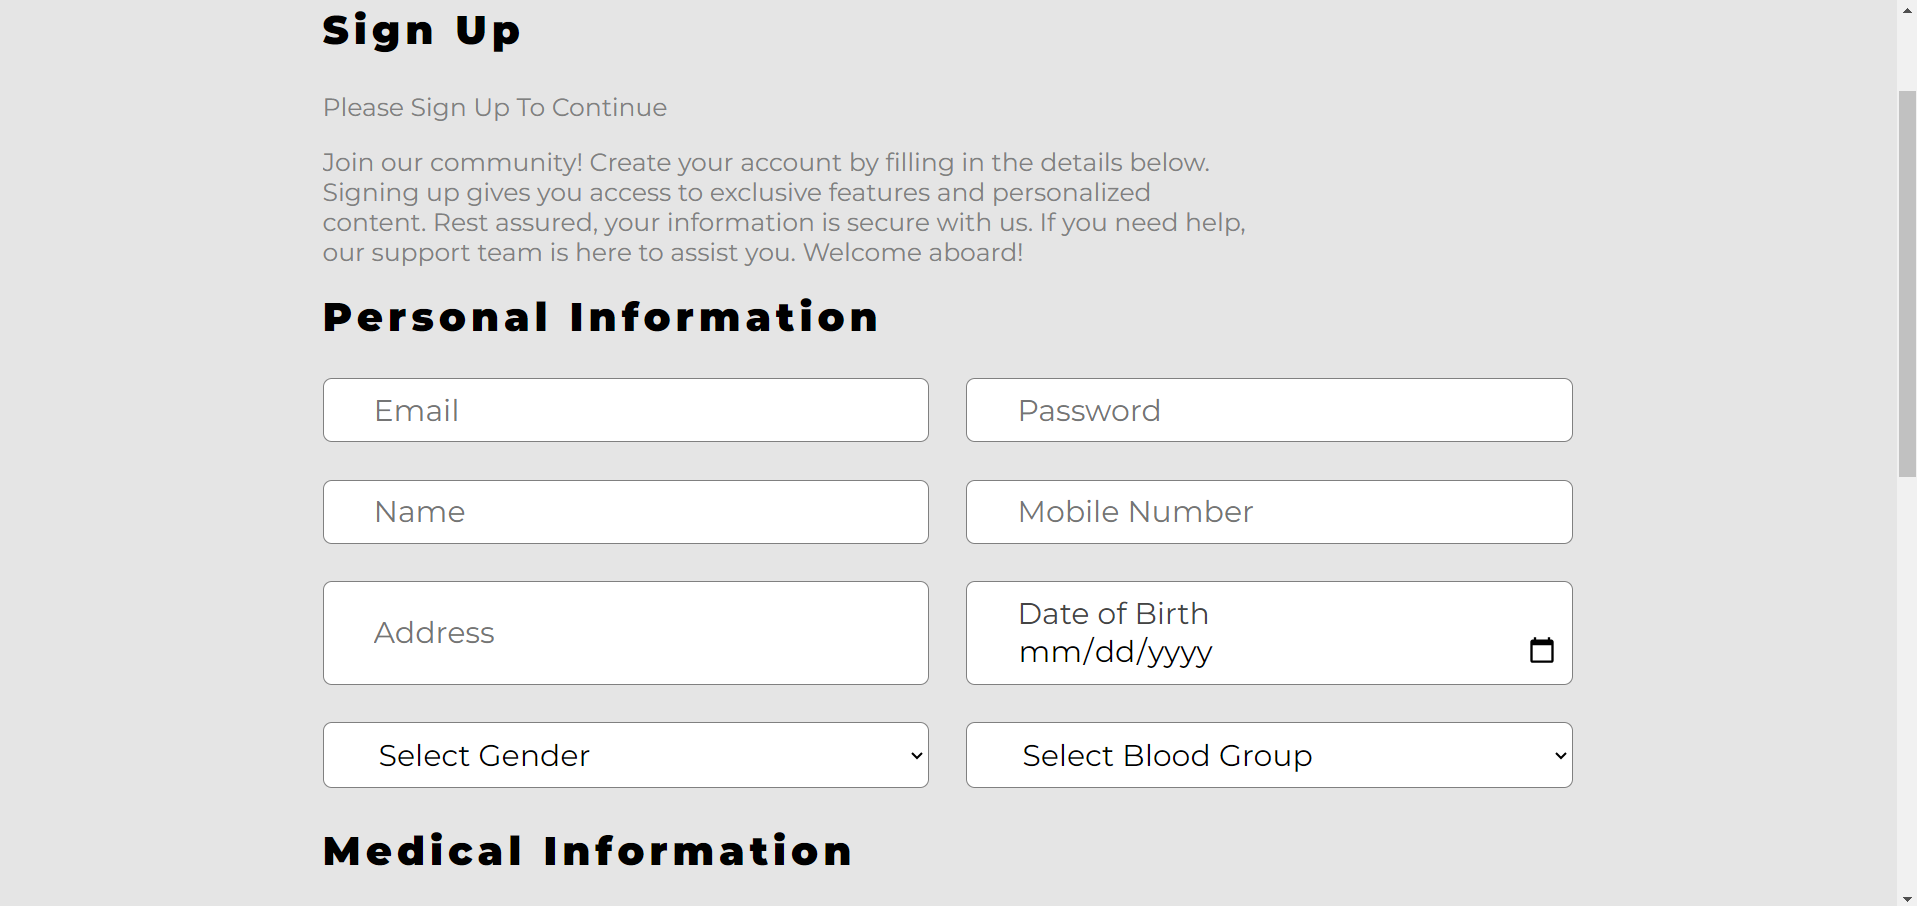 Sign Up
Please Sign Up To Continue
Join our community! Create your account by filling in the details below.
Signing up gives you access to exclusive features and personalized
content. Rest assured, your information is secure with us. If you need help,
our support team is here to assist you. Welcome aboard!
Personal Information
Email
Password
Name
Mobile Number
Address
Date of Birth
mm/dd/yyyy
Select Gender
Select Blood Group
Medical Information